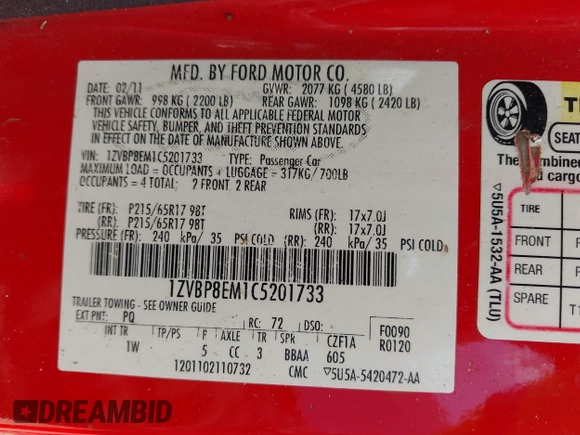 MFD. BY FORD MOTOR CO.
DATE: 02/11 GVWR: 2077 KG ( 4580 LB)
FRONT GAWR: 998 KG ( 2200 LB) REAR GAWR: 1098 KG ( 2420 LB)
THIS VEHICLE CONFORMS TO ALL APPLICABLE FEDERAL MOTOR
VEHICLE SAFETY, BUMPER, AND THEFT PREVENTION STANDARDS
IN EFFECT ON THE DATE OF MANUFACTURE SHOWN ABOVE.
VIN: 1ZVBP8EM1C5201733 TYPE: Passenger Car
MAXIMUM LOAD = OCCUPANTS + LUGGAGE = 317KG/ 700LB
OCCUPANTS = 4 TOTAL: 2 FRONT, 2 REAR
TIRE (FR): P215/65R17 98T RIMS (FR): 17x7.0J
(RR): P215/65R17 98T (RR): 17x7.0J
PRESSURE (FR): 240 kPa/ 35 PSI COLD (RR): 240 kPa/ 35 PSI COLD
1ZVBP8EM1C5201733
TRAILER TOWING - SEE OWNER GUIDE
EXT PNT: PQ RC: 72 DSO: F0090
INT TR TP/PS F AXLE TR SPR CZF1A R0120
1W 5 CC 3 BBAA 605
1201102110732 CMC ▽5U5A-5420472-AA
T
SEAT
The combined
cargo
TIRE
FRONT P
REAR P
SPARE T1
▽5U5A-1532-AA (TLU)
DREAMBID